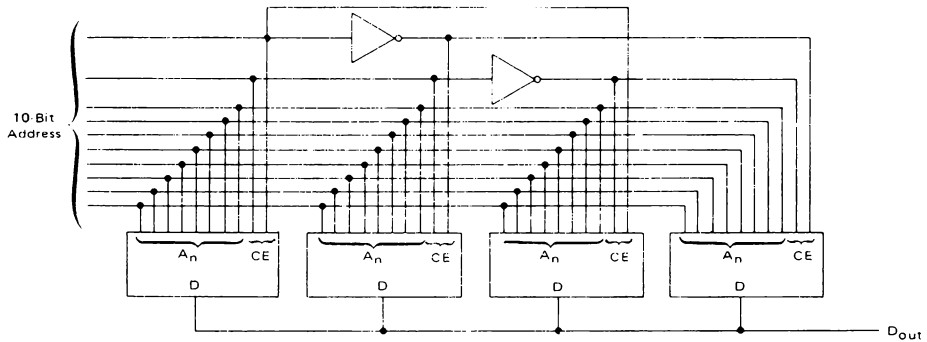 10-Bit
Address
An CE
D
An CE
D
An CE
D
An CE
D
Dout